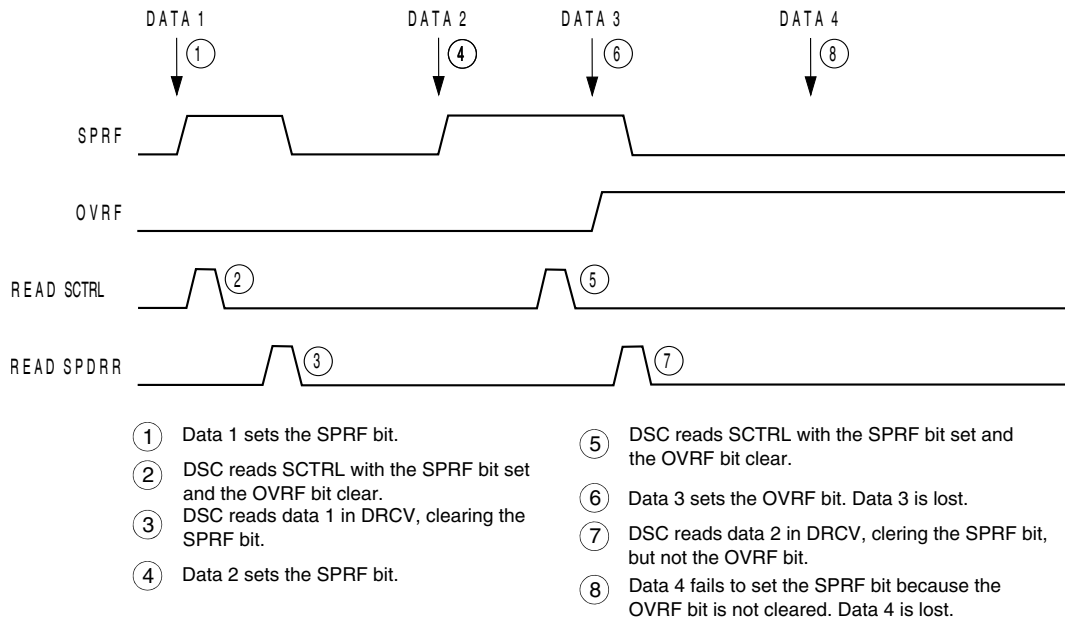 DATA 1 DATA 2 DATA 3 DATA 4
1 4 6 8
SPRF
OVRF
READ SCTRL 2 5
READ SPDRR 3 7
1 Data 1 sets the SPRF bit.
2 DSC reads SCTRL with the SPRF bit set
and the OVRF bit clear.
3 DSC reads data 1 in DRCV, clearing the
SPRF bit.
4 Data 2 sets the SPRF bit.
5 DSC reads SCTRL with the SPRF bit set and
the OVRF bit clear.
6 Data 3 sets the OVRF bit. Data 3 is lost.
7 DSC reads data 2 in DRCV, clering the SPRF bit,
but not the OVRF bit.
8 Data 4 fails to set the SPRF bit because the
OVRF bit is not cleared. Data 4 is lost.